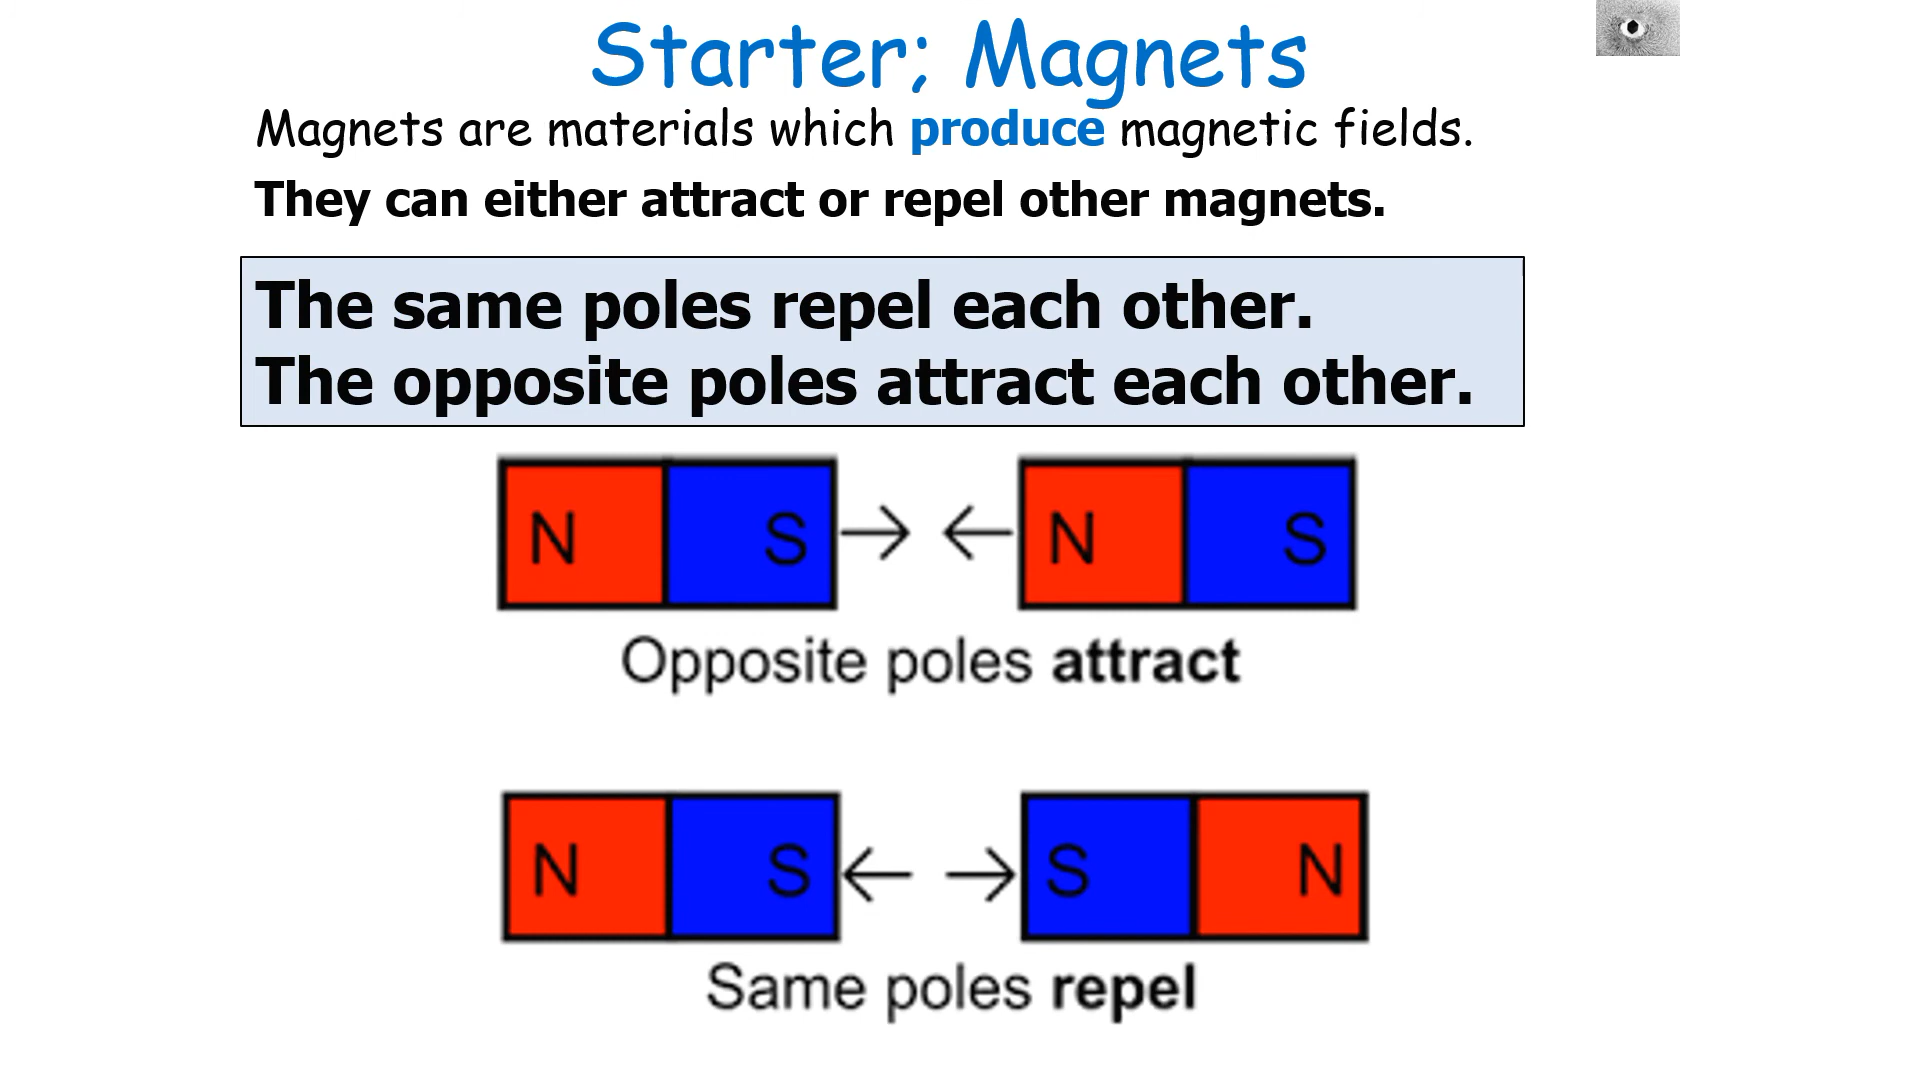 Starter; Magnets
Magnets are materials which produce magnetic fields.
They can either attract or repel other magnets.
The same poles repel each other.
The opposite poles attract each other.
N S N S
Opposite poles attract
N S S N
Same poles repel